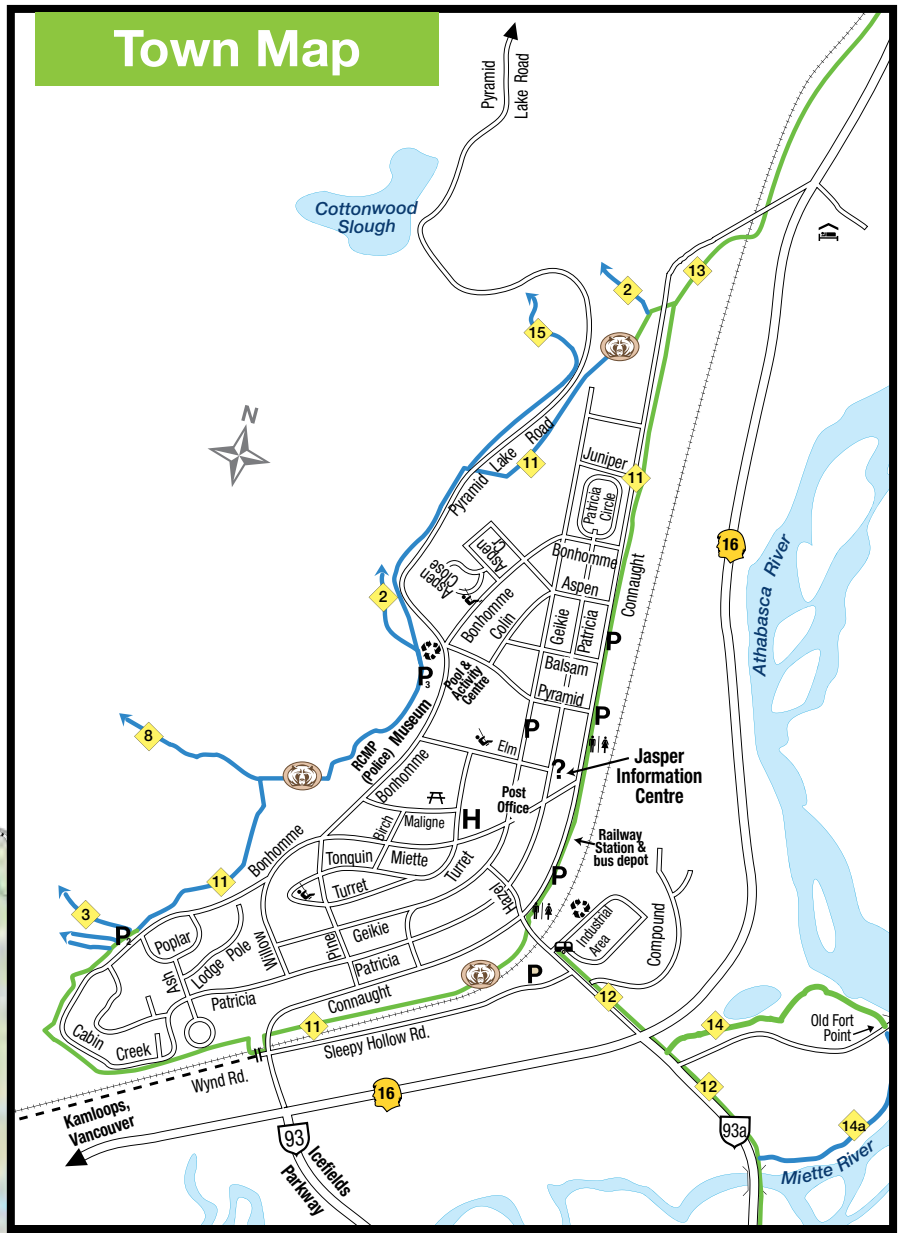 Town Map
Pyramid
Lake Road
Cottonwood
Slough
N
2
13
15
Pyramid Lake Road
11
Juniper
11
Patricia
Circle
16
Athabasca River
Connaught
Bonhomme
Aspen
Aspen Cr.
Aspen
Close
Bonhomme
Colin
Geikie
Patricia
2
P
Balsam
P3
Pool &
Activity
Centre
Pyramid
P
P
8
RCMP
(Police)
Museum
Elm
?
Jasper
Information
Centre
Bonhomme
Post
Office
H
Birch
Maligne
Railway
Station &
bus depot
Bonhomme
Tonquin
Miette
Turret
Turret
P
11
Hazel
3
P2
Poplar
Willow
Pine
Geikie
Industrial
Area
Compound
Ash
Lodge Pole
Patricia
P
Patricia
Connaught
12
11
14
Old Fort
Point
Cabin
Creek
Sleepy Hollow Rd.
Wynd Rd.
12
16
Kamloops,
Vancouver
93
93a
14a
Icefields
Parkway
Miette River